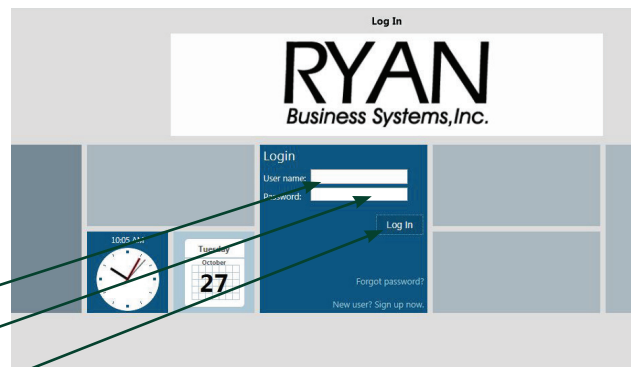 Log In
RYAN
Business Systems,Inc.
Login
User name:
Password:
Log In
10:05 AM
Tuesday
October
27
Forgot password?
New user? Sign up now.